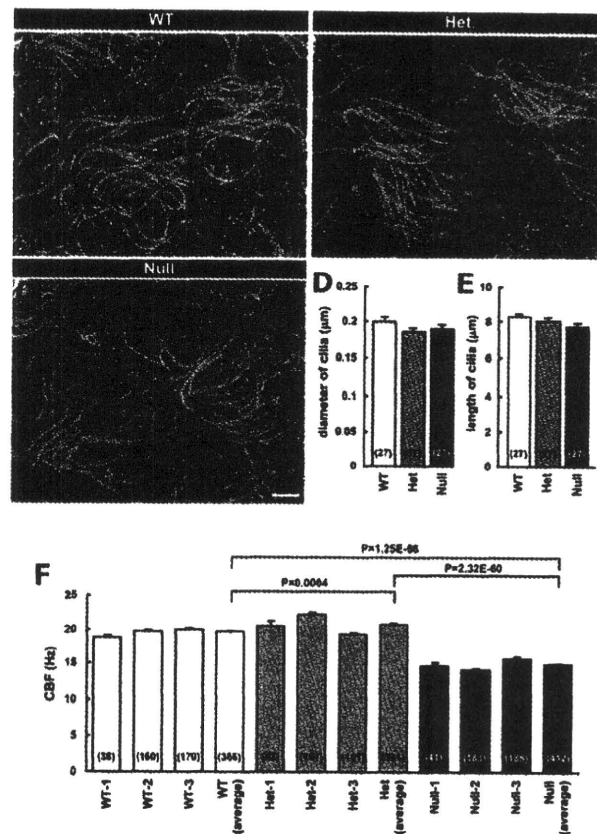 WT
Het
Null
D
diameter of cilia (μm)
0.25
0.2
0.15
0.1
0.05
0
(27)
WT
Het
Null
E
length of cilia (μm)
10
8
6
4
2
0
(27)
(27)
WT
Het
Null
F
P=1.25E-66
P=2.32E-60
P=0.0064
CBF (Hz)
25
20
15
10
5
0
(160)
(170)
(366)
(41)
WT-1
WT-2
WT-3
WT (average)
Het-1
Het-2
Het-3
Het (average)
Null-1
Null-2
Null-3
Null (average)